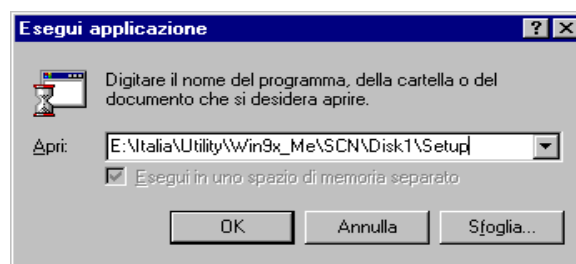 Esegui applicazione
Digitare il nome del programma, della cartella o del
documento che si desidera aprire.
Apri: E:\Italia\Utility\Win9x_Me\SCN\Disk1\Setup
Esegui in uno spazio di memoria separato
OK Annulla Sfoglia...